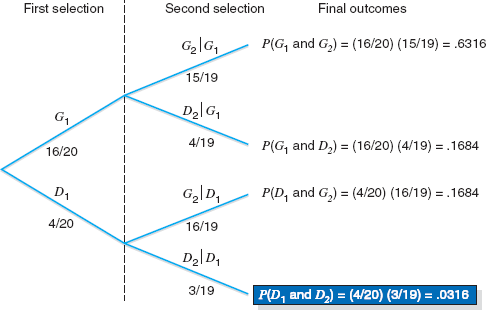 First selection Second selection Final outcomes
G₂|G₁ P(G₁ and G₂) = (16/20) (15/19) = .6316
15/19
G₁
D₂|G₁
16/20
4/19 P(G₁ and D₂) = (16/20) (4/19) = .1684
D₁
G₂|D₁ P(D₁ and G₂) = (4/20) (16/19) = .1684
4/20
16/19
D₂|D₁
3/19 P(D₁ and D₂) = (4/20) (3/19) = .0316